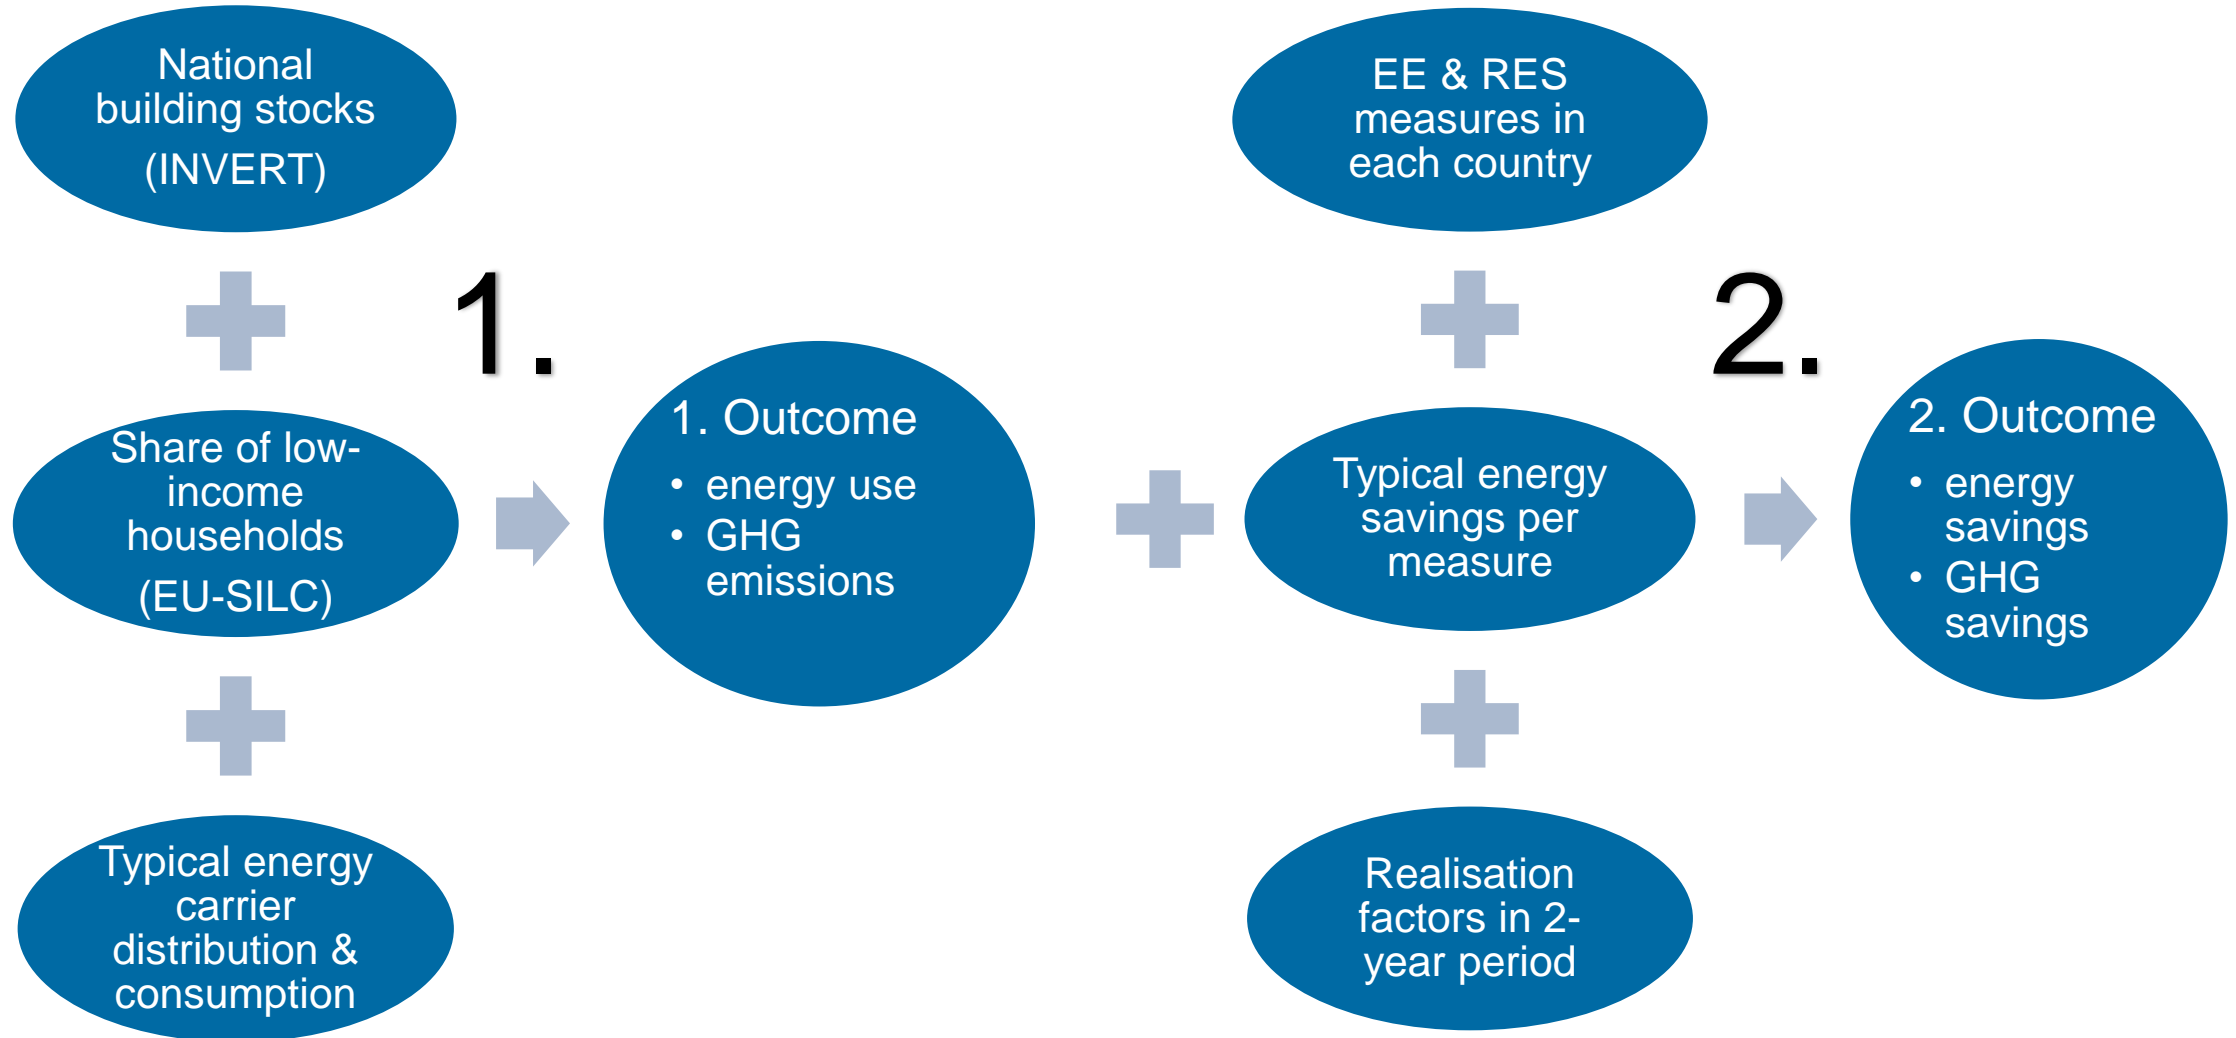 National
building stocks
(INVERT)
1.
Share of low-
income
households
(EU-SILC)
Typical energy
carrier
distribution &
consumption
1. Outcome
• energy use
• GHG
emissions
EE & RES
measures in
each country
2.
Typical energy
savings per
measure
Realisation
factors in 2-
year period
2. Outcome
• energy
savings
• GHG
savings